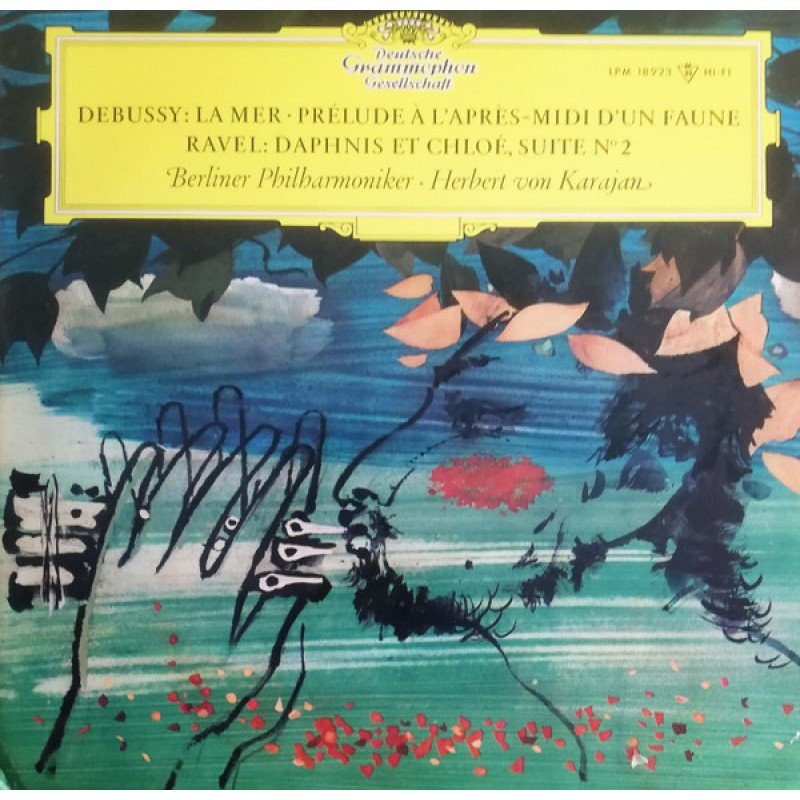 Deutsche
Grammophon
Gesellschaft
LPM 18923 HI-FI
DEBUSSY: LA MER · PRÉLUDE À L'APRÈS-MIDI D'UN FAUNE
RAVEL: DAPHNIS ET CHLOÉ, SUITE Nº 2
Berliner Philharmoniker · Herbert von Karajan